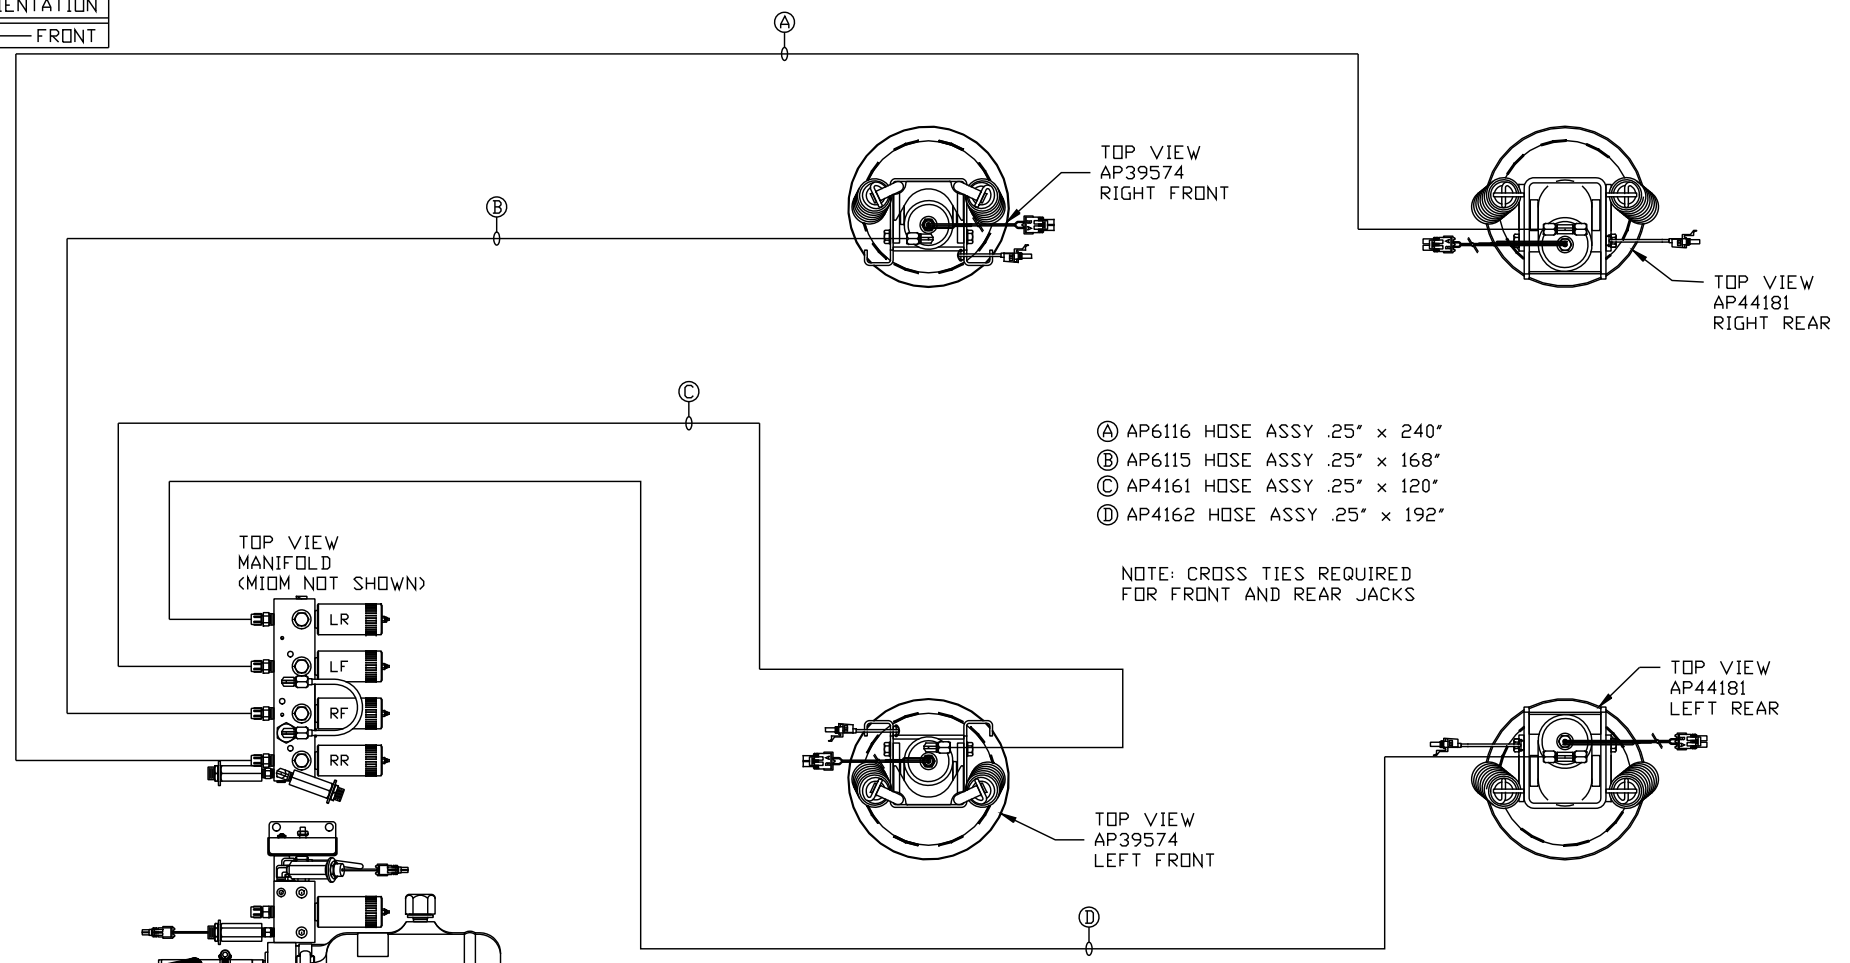 FRONT
A
B
TOP VIEW
AP39574
RIGHT FRONT
TOP VIEW
AP44181
RIGHT REAR
C
A AP6116 HOSE ASSY .25" x 240"
B AP6115 HOSE ASSY .25" x 168"
C AP4161 HOSE ASSY .25" x 120"
D AP4162 HOSE ASSY .25" x 192"
NOTE: CROSS TIES REQUIRED
FOR FRONT AND REAR JACKS
TOP VIEW
MANIFOLD
(MIOM NOT SHOWN)
LR
LF
RF
RR
TOP VIEW
AP44181
LEFT REAR
TOP VIEW
AP39574
LEFT FRONT
D